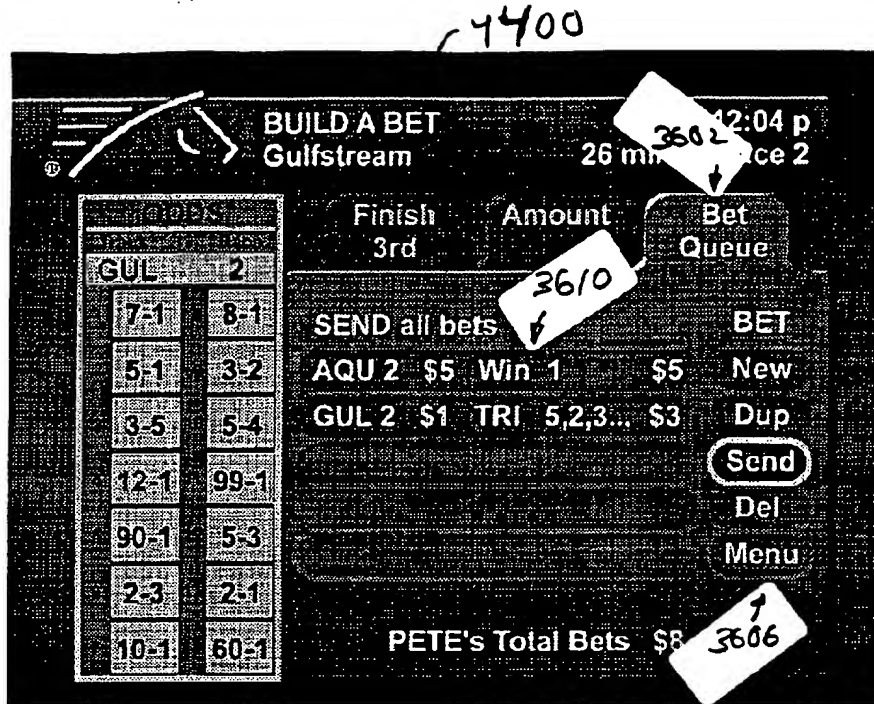 4400
BUILD A BET
12:04 p
Gulfstream
26 mi ce 2
3602
ODDS
Finish
3rd
Amount
Bet
Queue
GUL 2
3610
7-1 8-1
SEND all bets
BET
5-1 3-2
AQU 2 $5 Win 1 $5
New
3-5 5-4
GUL 2 $1 TRI 5,2,3... $3
Dup
12-1 99-1
Send
Del
90-1 5-3
Menu
2-3 2-1
10-1 60-1
PETE's Total Bets $8
3606
®